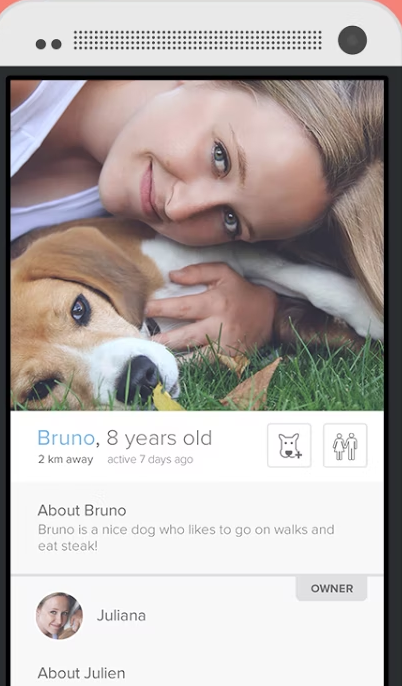 Bruno, 8 years old
2 km away active 7 days ago
About Bruno
Bruno is a nice dog who likes to go on walks and
eat steak!
OWNER
Juliana
About Julien